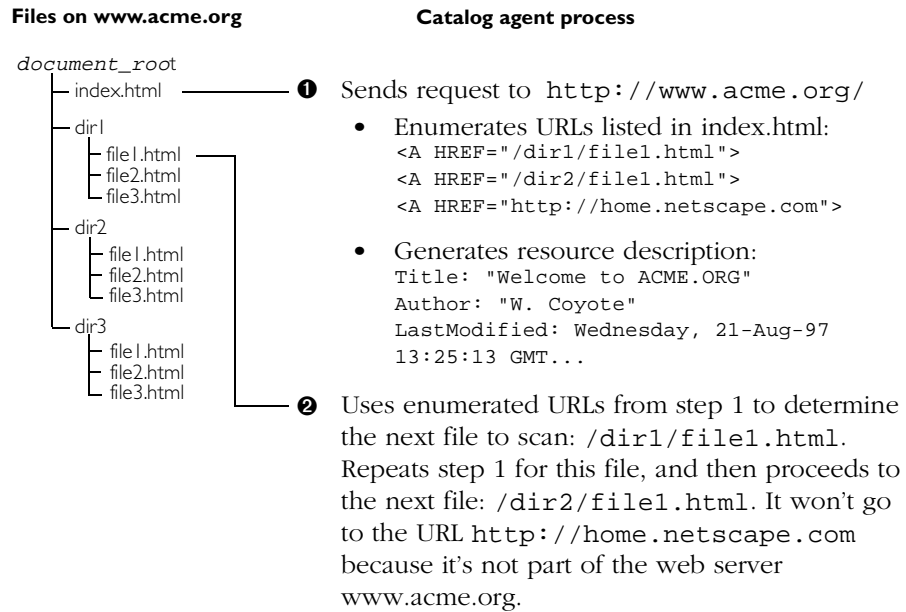 Files on www.acme.org
Catalog agent process
document_root
index.html
dir1
file1.html
file2.html
file3.html
dir2
file1.html
file2.html
file3.html
dir3
file1.html
file2.html
file3.html
❶ Sends request to http://www.acme.org/
• Enumerates URLs listed in index.html:
<A HREF="/dir1/file1.html">
<A HREF="/dir2/file1.html">
<A HREF="http://home.netscape.com">
• Generates resource description:
Title: "Welcome to ACME.ORG"
Author: "W. Coyote"
LastModified: Wednesday, 21-Aug-97
13:25:13 GMT...
❷ Uses enumerated URLs from step 1 to determine
the next file to scan: /dir1/file1.html.
Repeats step 1 for this file, and then proceeds to
the next file: /dir2/file1.html. It won't go
to the URL http://home.netscape.com
because it's not part of the web server
www.acme.org.